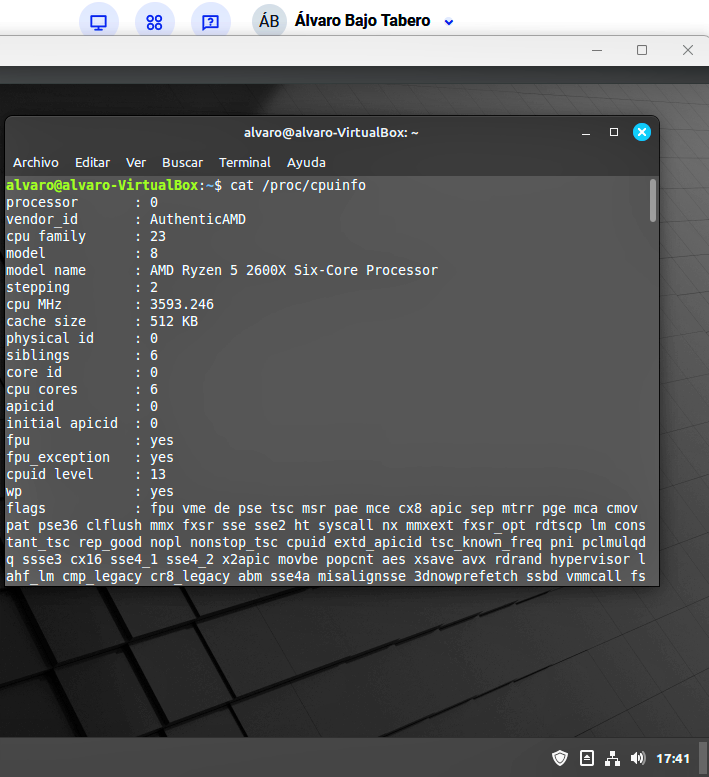 ÁB Álvaro Bajo Tabero
alvaro@alvaro-VirtualBox: ~
Archivo Editar Ver Buscar Terminal Ayuda
alvaro@alvaro-VirtualBox:~$ cat /proc/cpuinfo
processor : 0
vendor_id : AuthenticAMD
cpu family : 23
model : 8
model name : AMD Ryzen 5 2600X Six-Core Processor
stepping : 2
cpu MHz : 3593.246
cache size : 512 KB
physical id : 0
siblings : 6
core id : 0
cpu cores : 6
apicid : 0
initial apicid : 0
fpu : yes
fpu_exception : yes
cpuid level : 13
wp : yes
flags : fpu vme de pse tsc msr pae mce cx8 apic sep mtrr pge mca cmov
pat pse36 clflush mmx fxsr sse sse2 ht syscall nx mmxext fxsr_opt rdtscp lm cons
tant_tsc rep_good nopl nonstop_tsc cpuid extd_apicid tsc_known_freq pni pclmulqd
q ssse3 cx16 sse4_1 sse4_2 x2apic movbe popcnt aes xsave avx rdrand hypervisor l
ahf_lm cmp_legacy cr8_legacy abm sse4a misalignsse 3dnowprefetch ssbd vmmcall fs
17:41